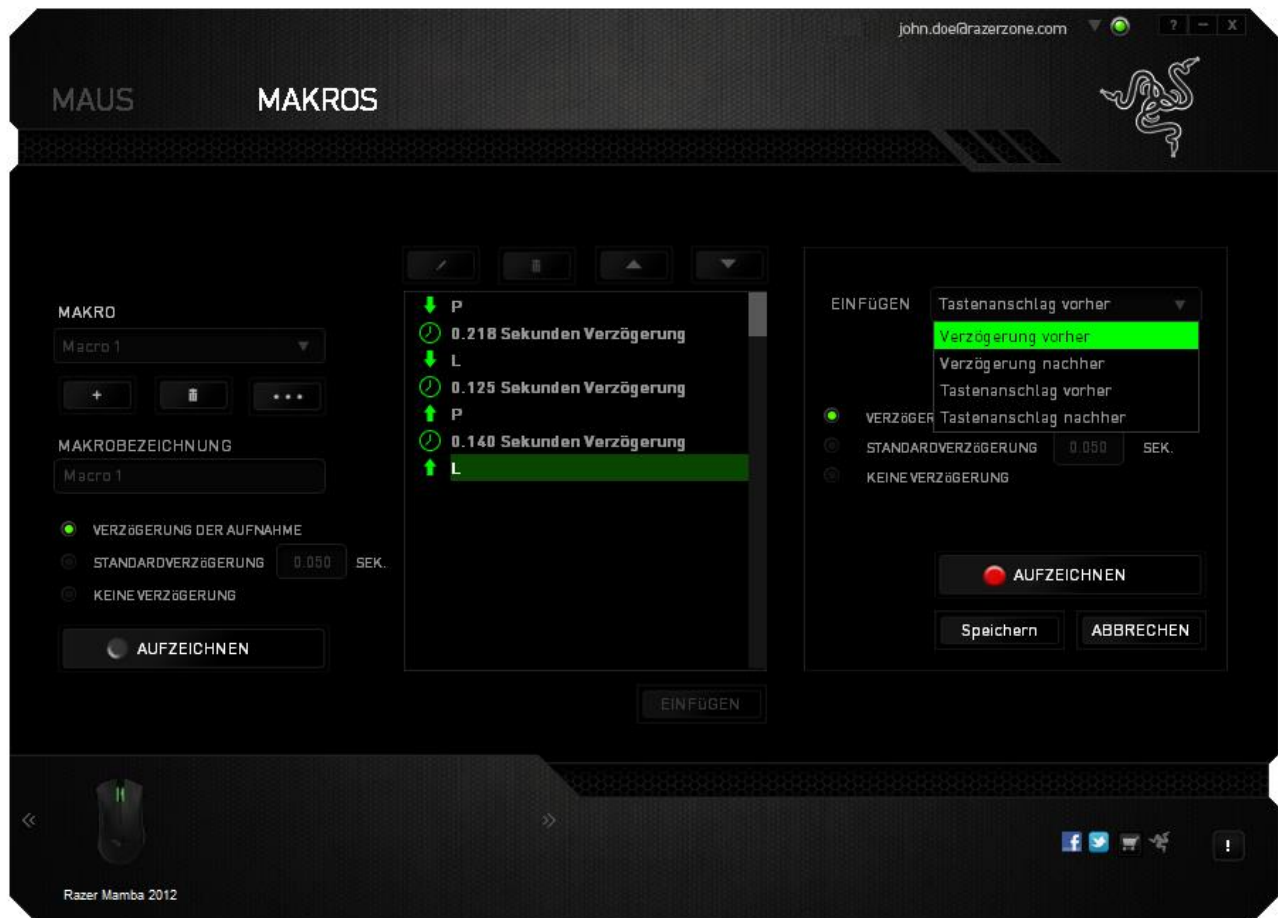 john.doe@razerzone.com
? – X
MAUS
MAKROS
MAKRO
Macro 1
+
MAKROBEZEICHNUNG
Macro 1
VERZöGERUNG DER AUFNAHME
STANDARDVERZöGERUNG 0.050 SEK.
KEINE VERZöGERUNG
AUFZEICHNEN
P
0.218 Sekunden Verzögerung
L
0.125 Sekunden Verzögerung
P
0.140 Sekunden Verzögerung
L
EINFüGEN
EINFüGEN Tastenanschlag vorher
Verzögerung vorher
Verzögerung nachher
Tastenanschlag vorher
Tastenanschlag nachher
VERZöGER
STANDARDVERZöGERUNG 0.050 SEK.
KEINE VERZöGERUNG
AUFZEICHNEN
Speichern
ABBRECHEN
Razer Mamba 2012
f
!